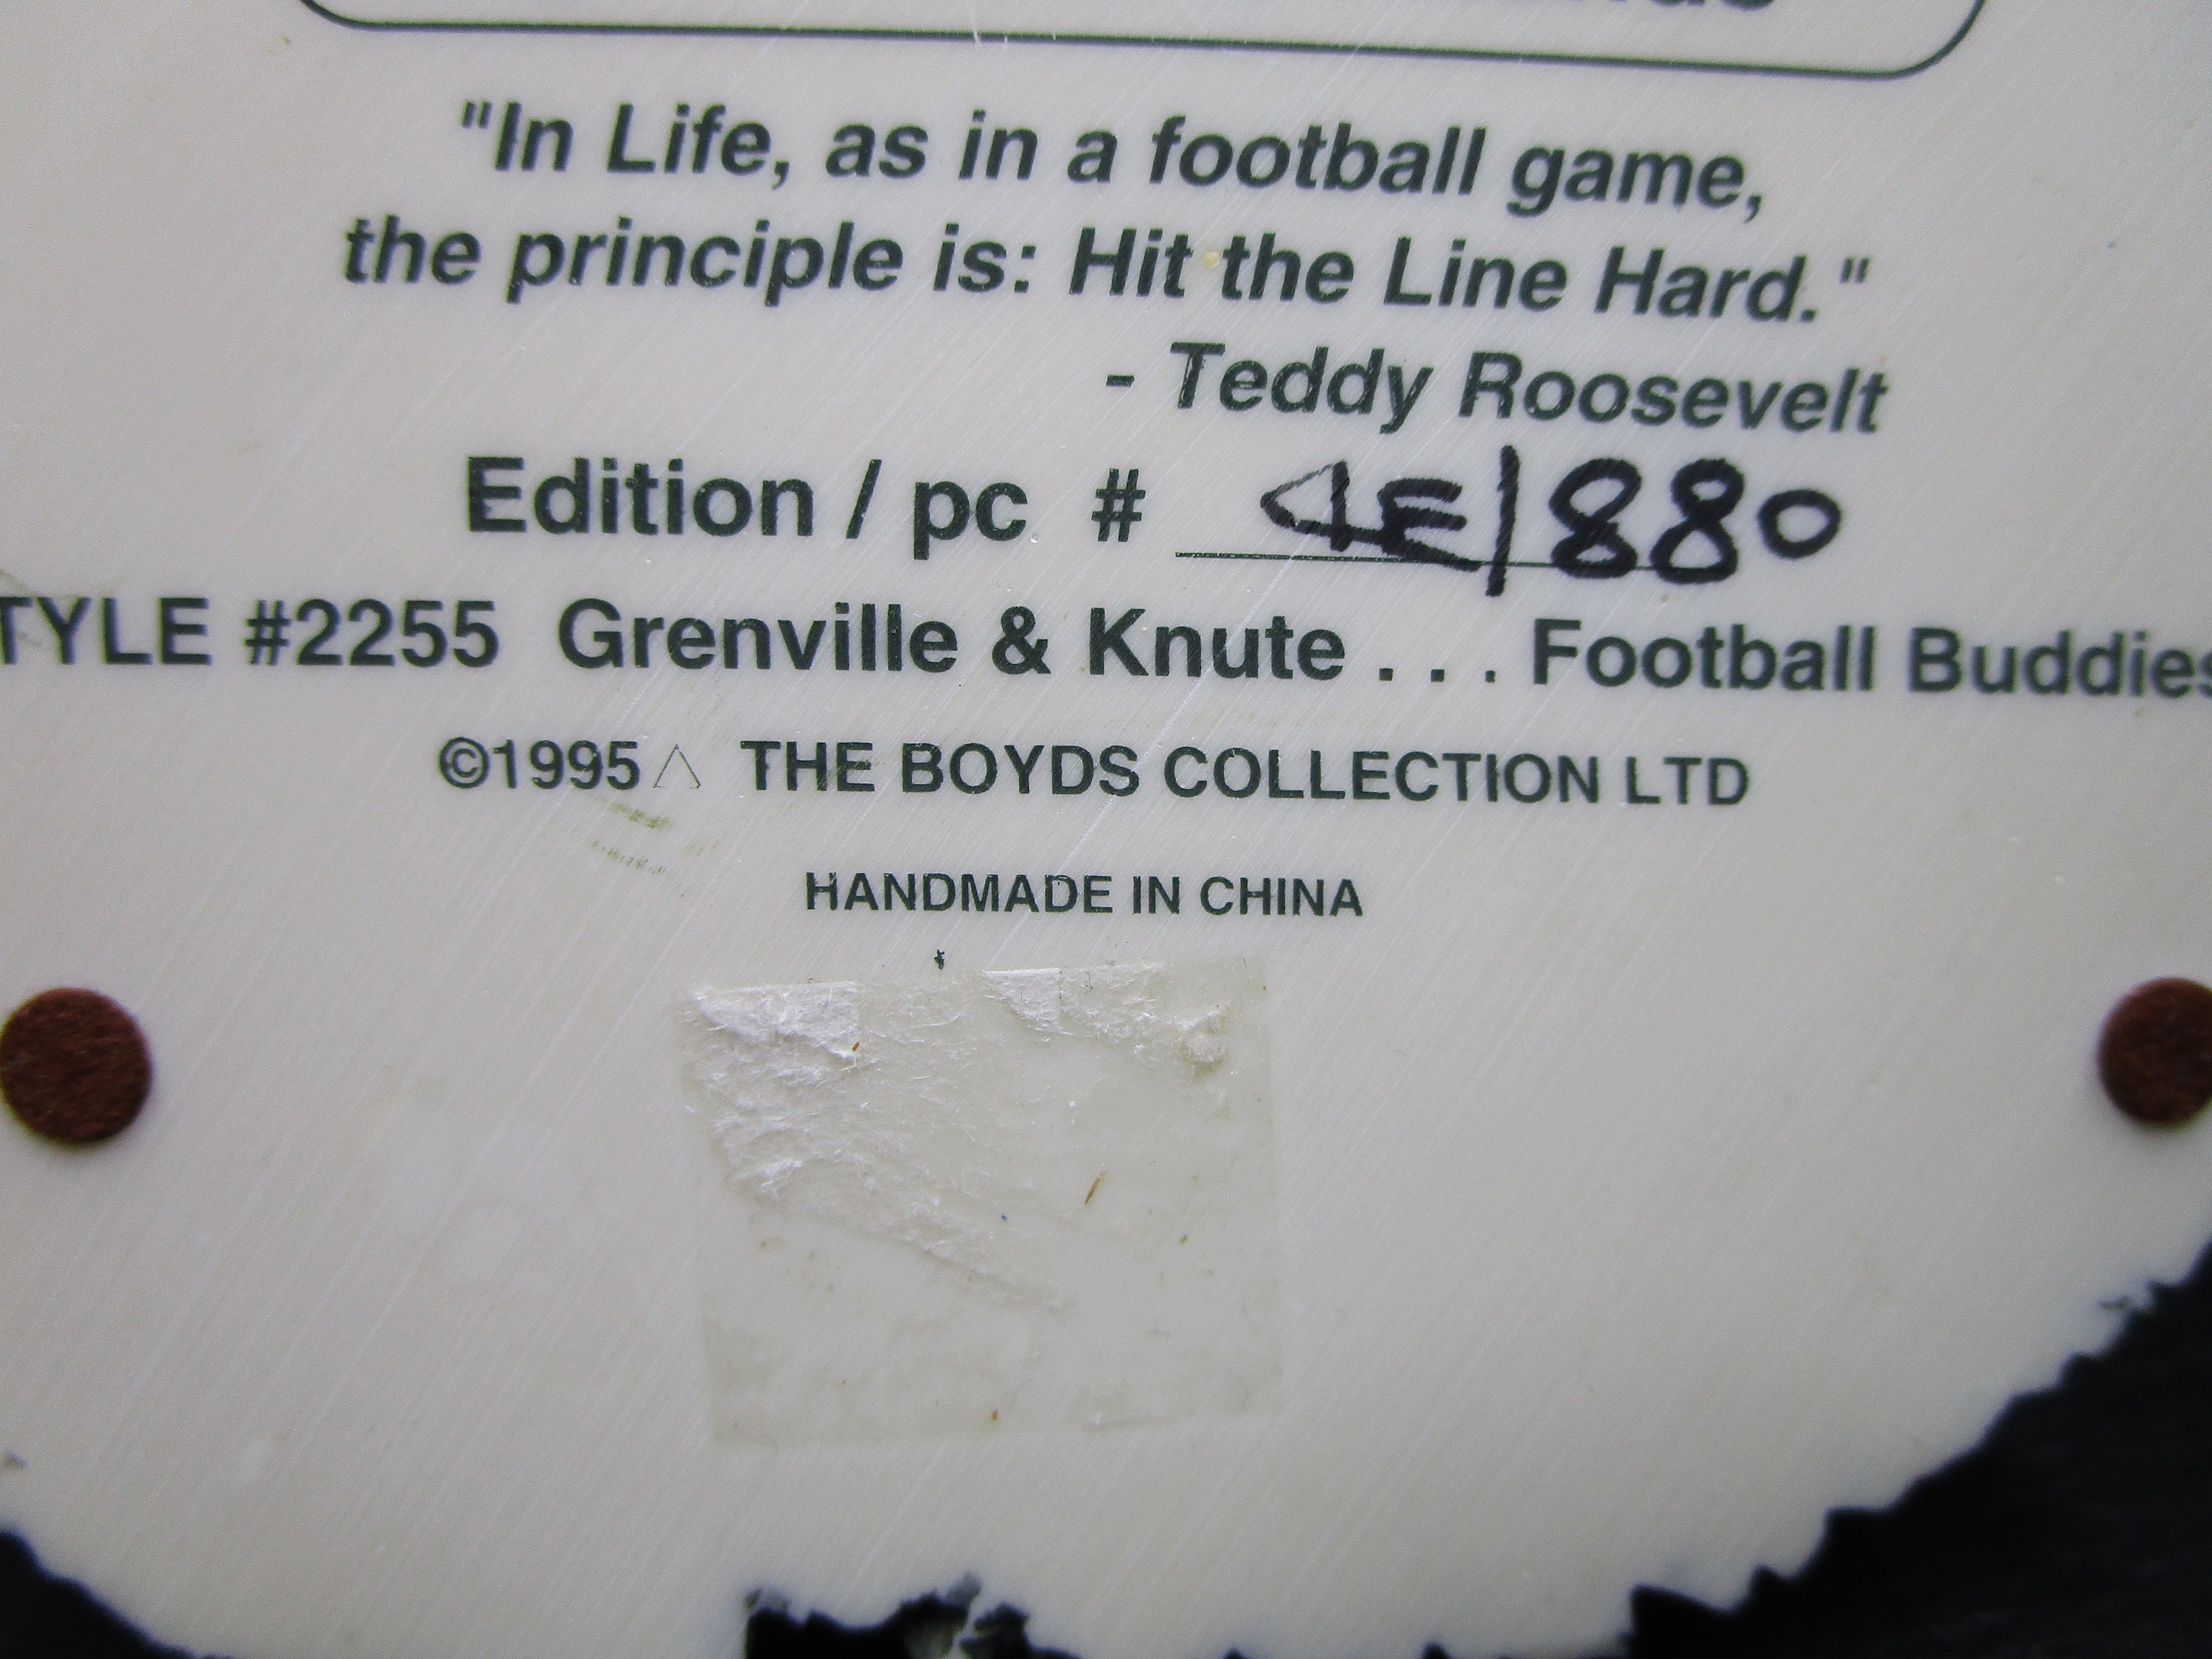 "In Life, as in a football game,
the principle is: Hit the Line Hard."
- Teddy Roosevelt
Edition / pc # 4E/880
TYLE #2255 Grenville & Knute . . . Football Buddies
©1995 THE BOYDS COLLECTION LTD
HANDMADE IN CHINA